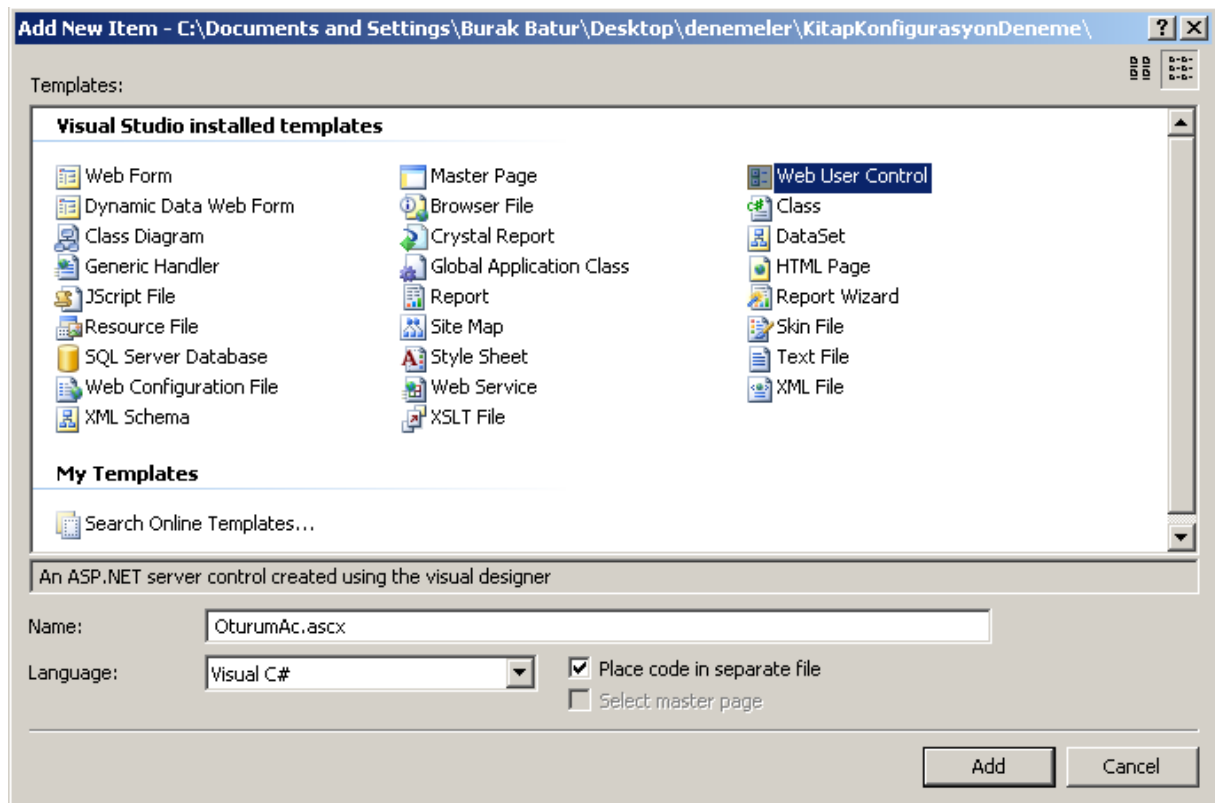 Add New Item - C:\Documents and Settings\Burak Batur\Desktop\denemeler\KitapKonfigurasyonDeneme\
Templates:
Visual Studio installed templates
Web Form Master Page Web User Control
Dynamic Data Web Form Browser File Class
Class Diagram Crystal Report DataSet
Generic Handler Global Application Class HTML Page
JScript File Report Report Wizard
Resource File Site Map Skin File
SQL Server Database Style Sheet Text File
Web Configuration File Web Service XML File
XML Schema XSLT File
My Templates
Search Online Templates...
An ASP.NET server control created using the visual designer
Name: OturumAc.ascx
Language: Visual C# Place code in separate file
Select master page
Add Cancel